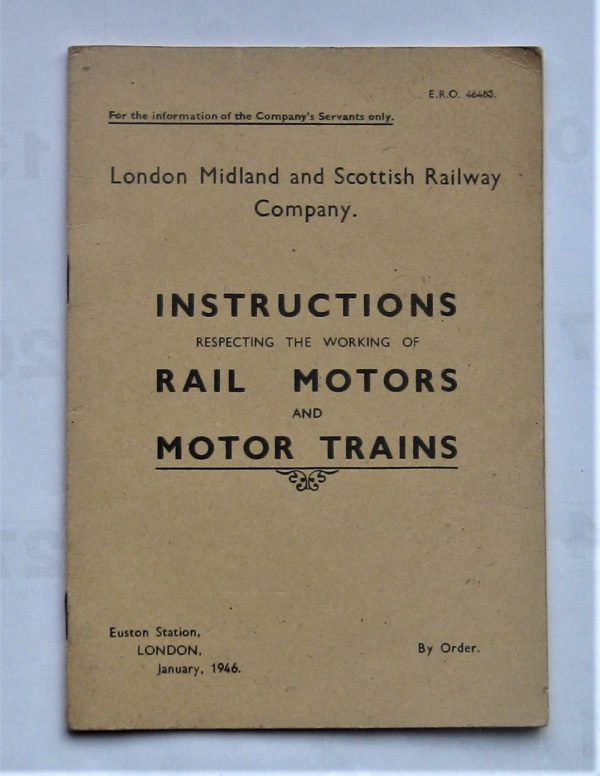 E.R.O. 46483.
For the information of the Company's Servants only.
London Midland and Scottish Railway
Company.
INSTRUCTIONS
RESPECTING THE WORKING OF
RAIL MOTORS
AND
MOTOR TRAINS
Euston Station,
LONDON,
January, 1946.
By Order.